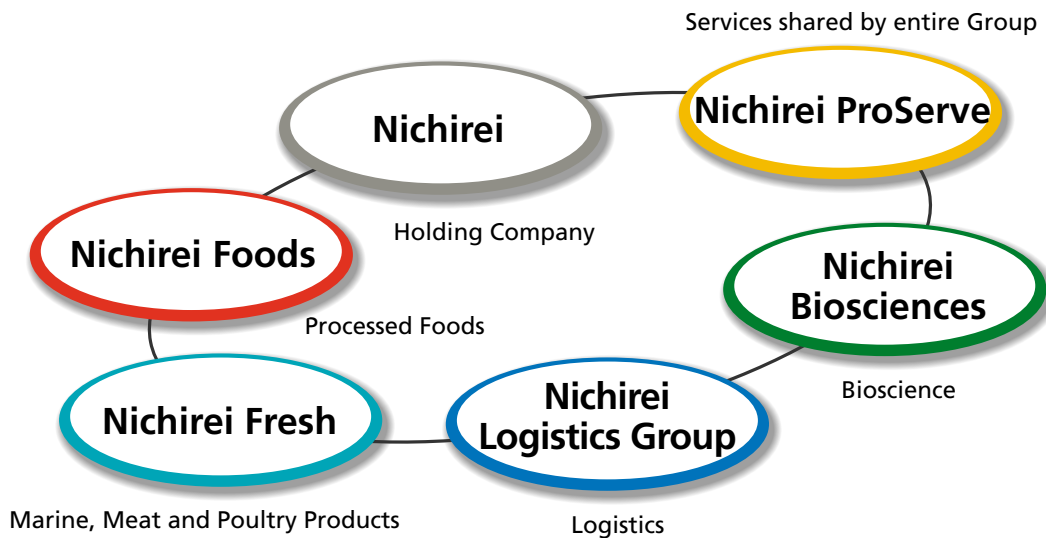 Services shared by entire Group
Nichirei ProServe
Nichirei
Holding Company
Nichirei Foods
Processed Foods
Nichirei
Biosciences
Bioscience
Nichirei Fresh
Marine, Meat and Poultry Products
Nichirei
Logistics Group
Logistics